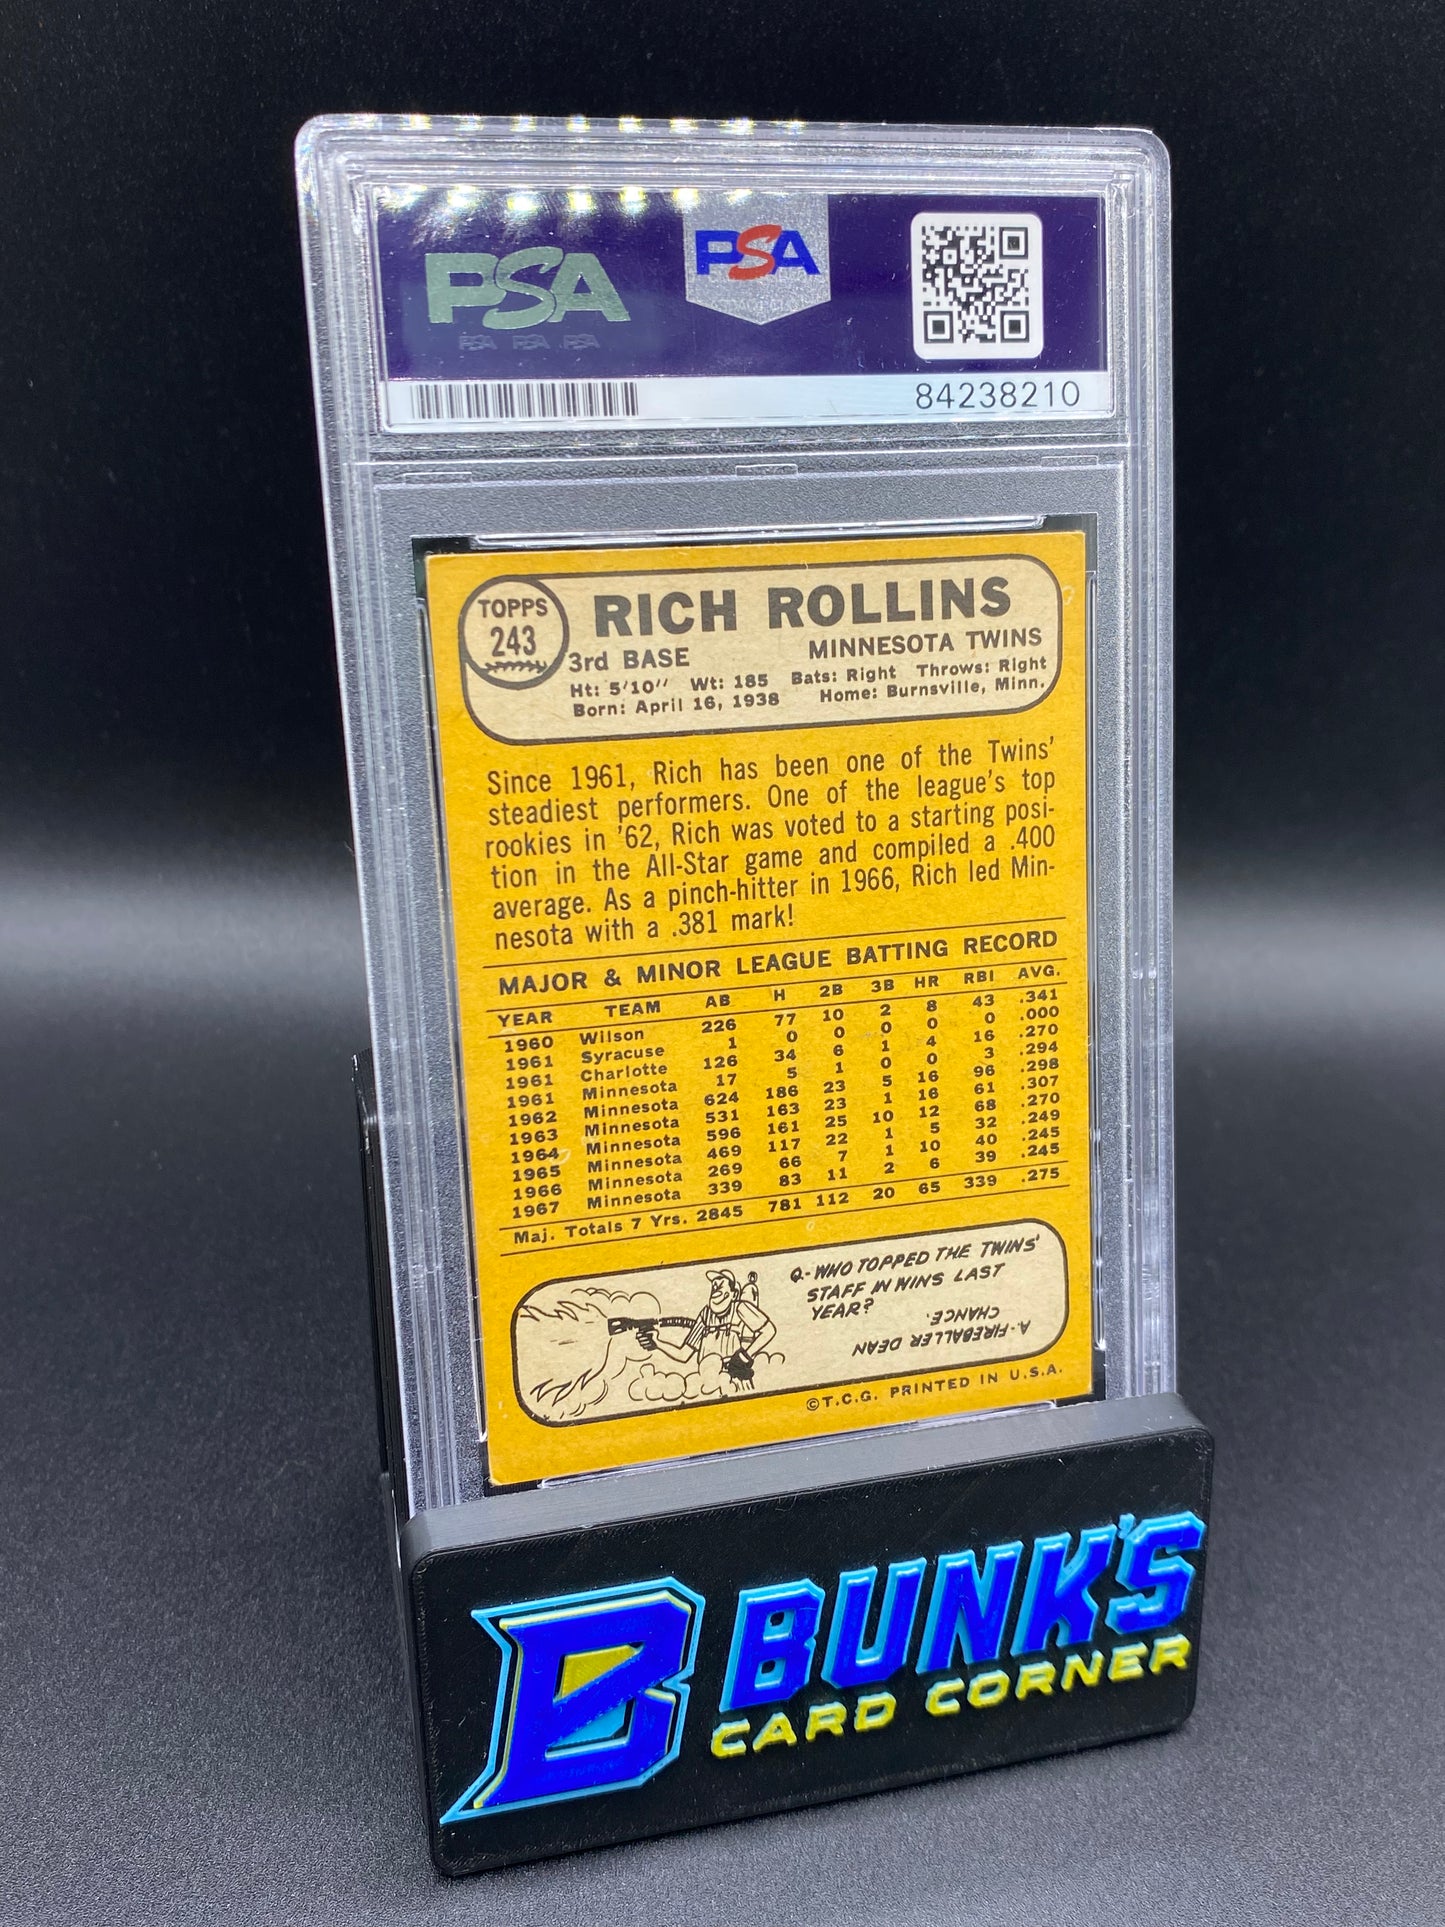 PSA
PSA
PSA PSA PSA
84238210
TOPPS
243
RICH ROLLINS
3rd BASE MINNESOTA TWINS
Ht: 5'10'' Wt: 185 Bats: Right Throws: Right
Born: April 16, 1938 Home: Burnsville, Minn.
Since 1961, Rich has been one of the Twins'
steadiest performers. One of the league's top
rookies in '62, Rich was voted to a starting posi-
tion in the All-Star game and compiled a .400
average. As a pinch-hitter in 1966, Rich led Min-
nesota with a .381 mark!
MAJOR & MINOR LEAGUE BATTING RECORD
YEAR TEAM AB H 2B 3B HR RBI AVG.
1960 Wilson 226 77 10 2 8 43 .341
1961 Syracuse 1 0 0 0 0 0 .000
1961 Charlotte 126 34 6 1 4 16 .270
1961 Minnesota 17 5 1 0 0 3 .294
1962 Minnesota 624 186 23 5 16 96 .298
1963 Minnesota 531 163 23 1 16 61 .307
1964 Minnesota 596 161 25 10 12 68 .270
1965 Minnesota 469 117 22 1 5 32 .249
1966 Minnesota 269 66 7 1 10 40 .245
1967 Minnesota 339 83 11 2 6 39 .245
Maj. Totals 7 Yrs. 2845 781 112 20 65 339 .275
Q-WHO TOPPED THE TWINS'
STAFF IN WINS LAST
YEAR?
A-FIREBALLER DEAN
CHANCE.
©T.C.G. PRINTED IN U.S.A.
B BUNK'S
CARD CORNER